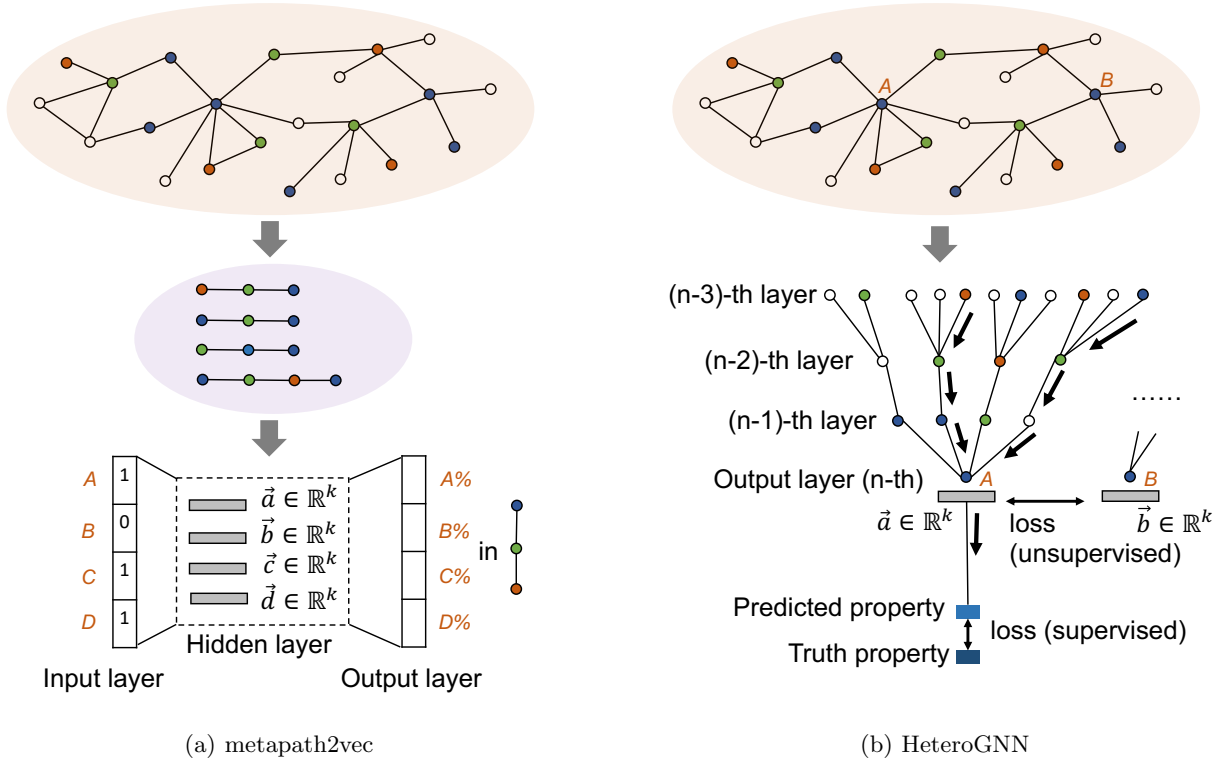 A
1
B
0
C
1
D
1
Input layer
a⃗ ∈ ℝᵏ
b⃗ ∈ ℝᵏ
c⃗ ∈ ℝᵏ
d⃗ ∈ ℝᵏ
Hidden layer
A%
B%
C%
D%
in
Output layer
(a) metapath2vec
A
B
(n-3)-th layer
(n-2)-th layer
(n-1)-th layer
......
Output layer (n-th)
A
B
a⃗ ∈ ℝᵏ
loss
(unsupervised)
b⃗ ∈ ℝᵏ
Predicted property
loss (supervised)
Truth property
(b) HeteroGNN